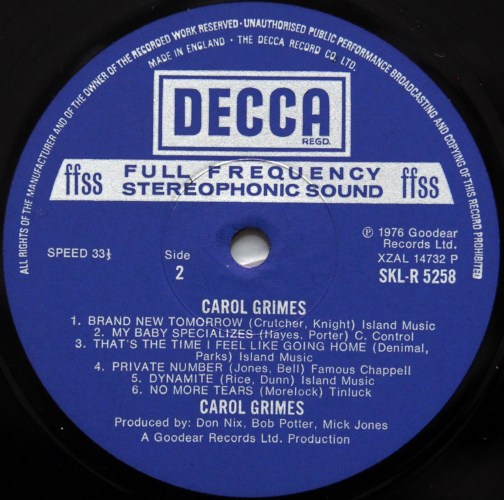 ALL RIGHTS OF THE MANUFACTURER AND OF THE OWNER OF THE RECORDED WORK RESERVED · UNAUTHORISED PUBLIC PERFORMANCE BROADCASTING AND COPYING OF THIS RECORD PROHIBITED
MADE IN ENGLAND · THE DECCA RECORD CO. LTD.
DECCA
REGD.
ffss FULL FREQUENCY ffss
STEREOPHONIC SOUND
SPEED 33⅓
Side
2
℗ 1976 Goodear
Records Ltd.
XZAL 14732 P
SKL-R 5258
CAROL GRIMES
1. BRAND NEW TOMORROW (Crutcher, Knight) Island Music
2. MY BABY SPECIALIZES (Hayes, Porter) C. Control
3. THAT'S THE TIME I FEEL LIKE GOING HOME (Denimal,
Parks) Island Music
4. PRIVATE NUMBER (Jones, Bell) Famous Chappell
5. DYNAMITE (Rice, Dunn) Island Music
6. NO MORE TEARS (Morelock) Tinluck
CAROL GRIMES
Produced by: Don Nix, Bob Potter, Mick Jones
A Goodear Records Ltd. Production